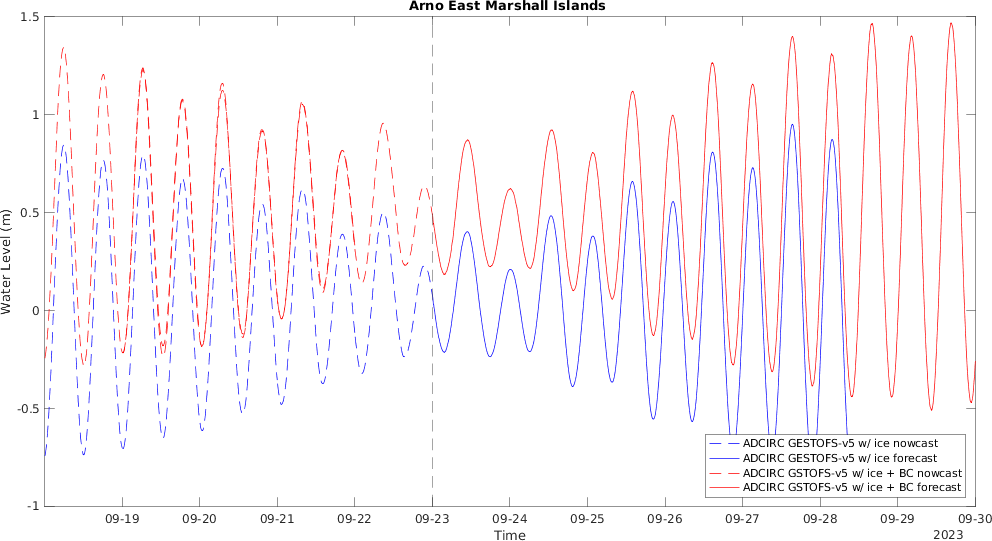 Arno East Marshall Islands
1.5
1
0.5
0
-0.5
-1
Water Level (m)
ADCIRC GESTOFS-v5 w/ ice nowcast
ADCIRC GESTOFS-v5 w/ ice forecast
ADCIRC GSTOFS-v5 w/ ice + BC nowcast
ADCIRC GSTOFS-v5 w/ ice + BC forecast
09-19 09-20 09-21 09-22 09-23 09-24 09-25 09-26 09-27 09-28 09-29 09-30
Time
2023